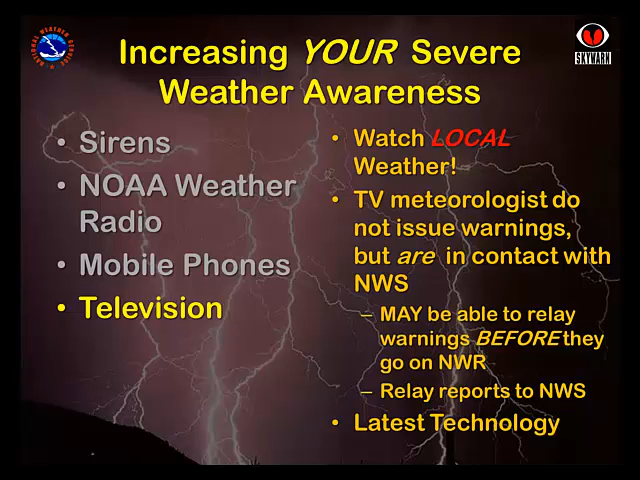 Increasing YOUR Severe
Weather Awareness
SKYWARN
• Sirens
• NOAA Weather
Radio
• Mobile Phones
• Television
• Watch LOCAL
Weather!
• TV meteorologist do
not issue warnings,
but are in contact with
NWS
– MAY be able to relay
warnings BEFORE they
go on NWR
– Relay reports to NWS
• Latest Technology